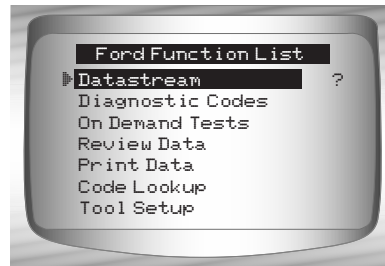 Ford Function List
Datastream ?
Diagnostic Codes
On Demand Tests
Review Data
Print Data
Code Lookup
Tool Setup